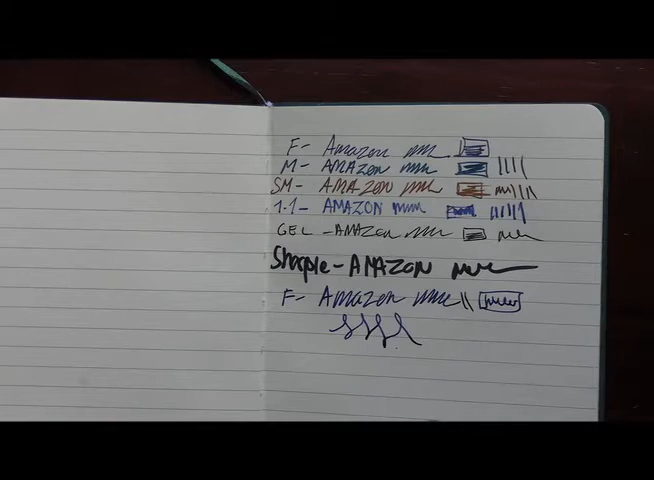 F- Amazon
M- AMAZON
SM- AMAZON
1.1- AMAZON
GEL -AMAZON
Sharpie- AMAZON
F- Amazon